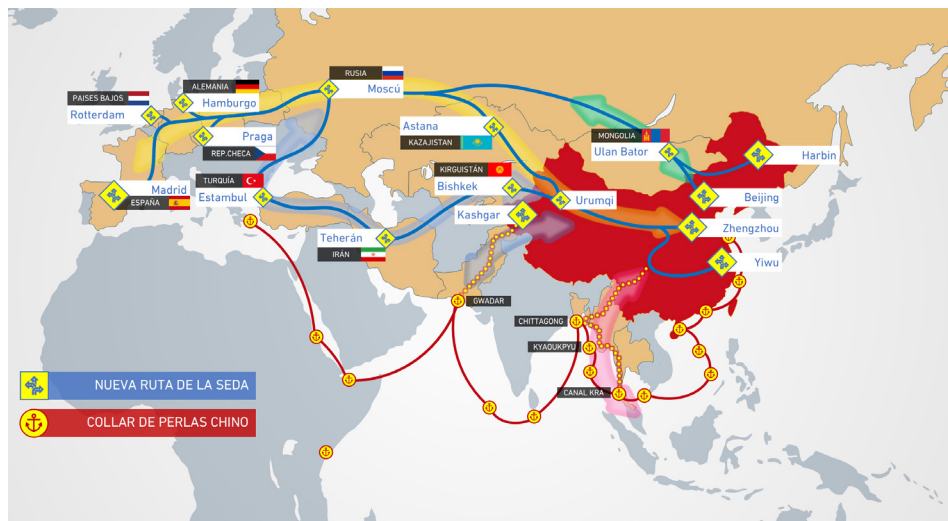 RUSIA
Moscú
ALEMANIA
Hamburgo
PAISES BAJOS
Rotterdam
Praga
REP.CHECA
Madrid
ESPAÑA
TURQUÍA
Estambul
Teherán
IRÁN
Astana
KAZAJISTAN
KIRGUISTÁN
Bishkek
Kashgar
Urumqi
MONGOLIA
Ulan Bator
Harbin
Beijing
Zhengzhou
Yiwu
GWADAR
CHITTAGONG
KYAOUKPYU
CANAL KRA
NUEVA RUTA DE LA SEDA
COLLAR DE PERLAS CHINO